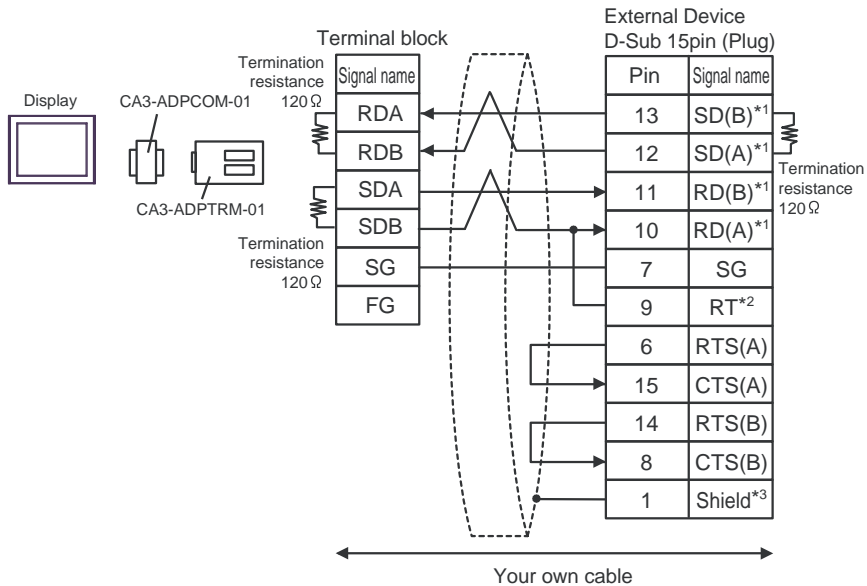 External Device
D-Sub 15pin (Plug)
Terminal block
Termination
resistance
120Ω
Signal name
RDA
RDB
SDA
SDB
SG
FG
Termination
resistance
120Ω
Display
CA3-ADPCOM-01
CA3-ADPTRM-01
Pin Signal name
13 SD(B)*1
12 SD(A)*1
11 RD(B)*1
10 RD(A)*1
7 SG
9 RT*2
6 RTS(A)
15 CTS(A)
14 RTS(B)
8 CTS(B)
1 Shield*3
Termination
resistance
120Ω
Your own cable